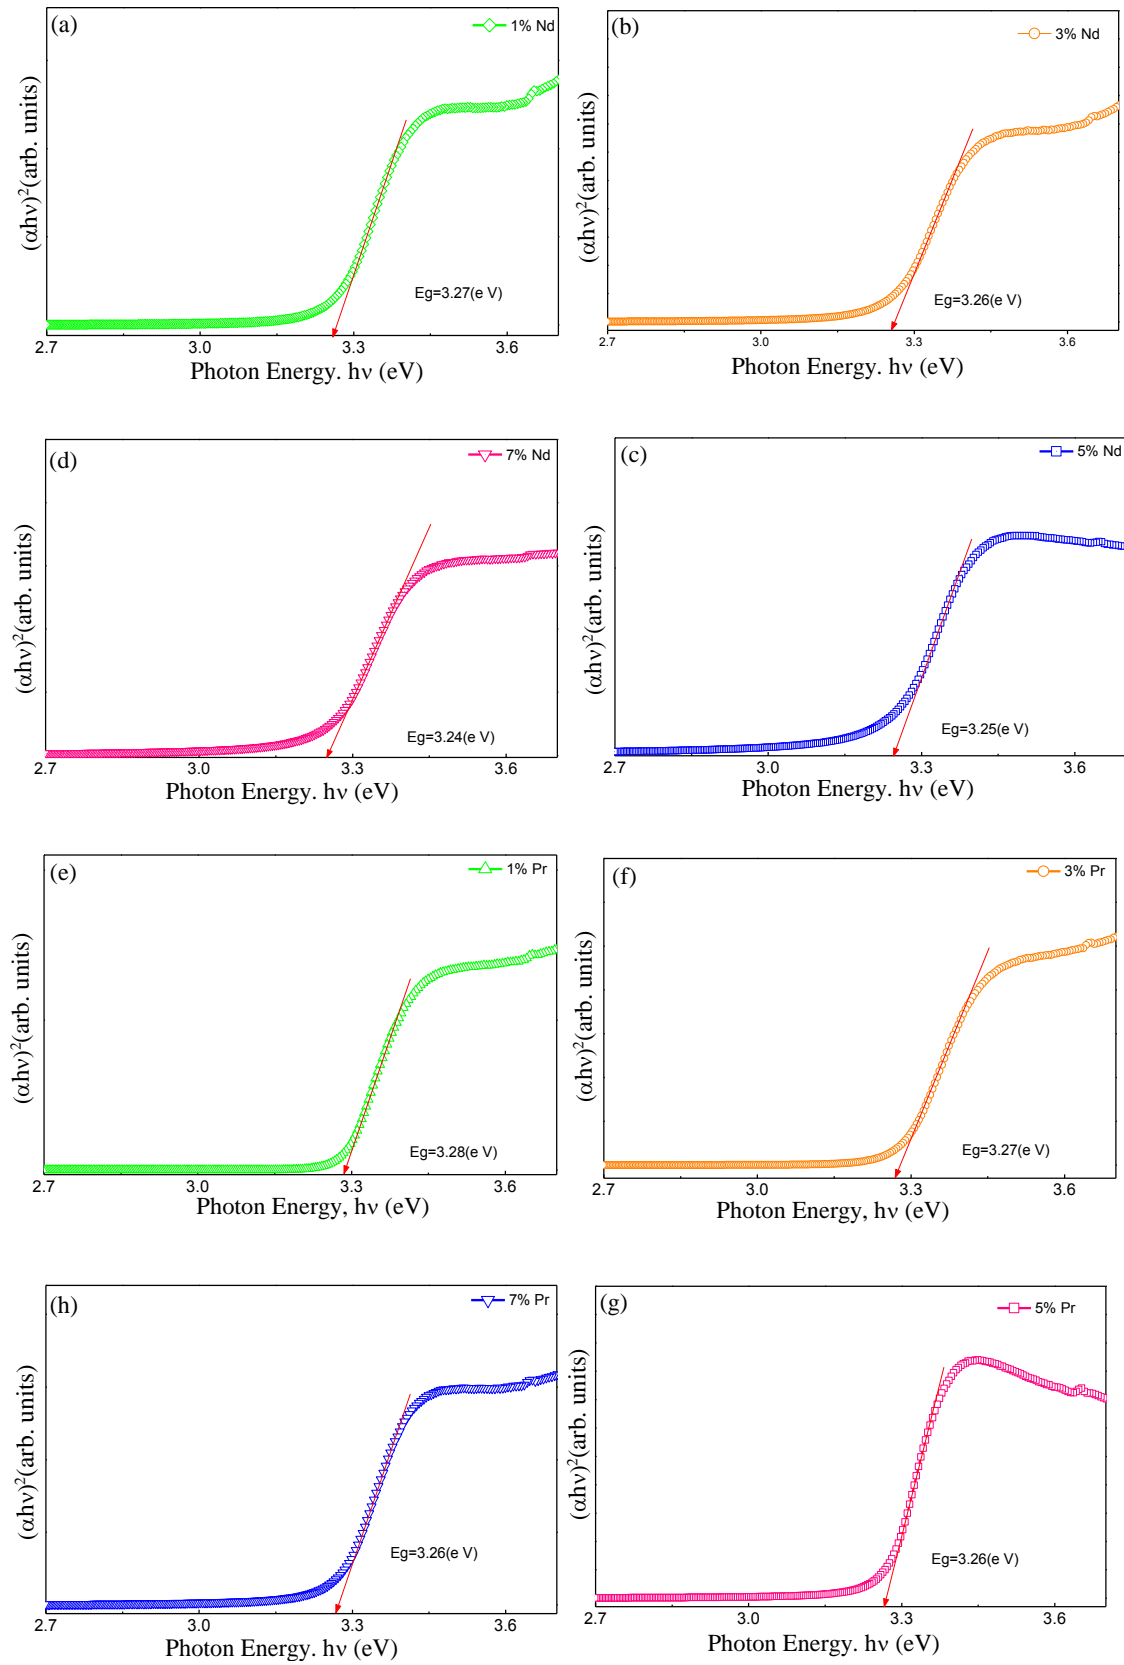 (a)
1% Nd
(αhν)²(arb. units)
Eg=3.27(e V)
2.7 3.0 3.3 3.6
Photon Energy. hν (eV)
(b)
3% Nd
(αhν)²(arb. units)
Eg=3.26(e V)
2.7 3.0 3.3 3.6
Photon Energy. hν (eV)
(d)
7% Nd
(αhν)²(arb. units)
Eg=3.24(e V)
2.7 3.0 3.3 3.6
Photon Energy. hν (eV)
(c)
5% Nd
(αhν)²(arb. units)
Eg=3.25(e V)
2.7 3.0 3.3 3.6
Photon Energy. hν (eV)
(e)
1% Pr
(αhν)²(arb. units)
Eg=3.28(e V)
2.7 3.0 3.3 3.6
Photon Energy, hν (eV)
(f)
3% Pr
(αhν)²(arb. units)
Eg=3.27(e V)
2.7 3.0 3.3 3.6
Photon Energy, hν (eV)
(h)
7% Pr
(αhν)²(arb. units)
Eg=3.26(e V)
2.7 3.0 3.3 3.6
Photon Energy. hν (eV)
(g)
5% Pr
(αhν)²(arb. units)
Eg=3.26(e V)
2.7 3.0 3.3 3.6
Photon Energy. hν (eV)